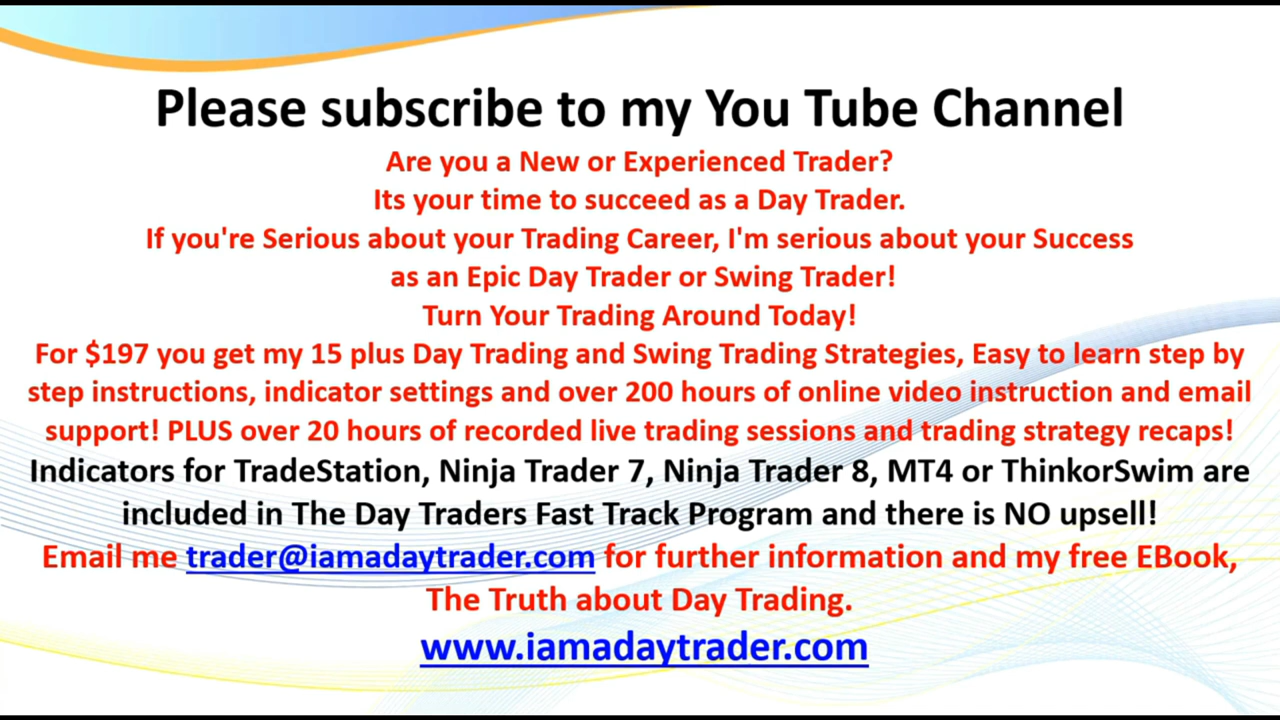 Please subscribe to my You Tube Channel
Are you a New or Experienced Trader?
Its your time to succeed as a Day Trader.
If you're Serious about your Trading Career, I'm serious about your Success
as an Epic Day Trader or Swing Trader!
Turn Your Trading Around Today!
For $197 you get my 15 plus Day Trading and Swing Trading Strategies, Easy to learn step by
step instructions, indicator settings and over 200 hours of online video instruction and email
support! PLUS over 20 hours of recorded live trading sessions and trading strategy recaps!
Indicators for TradeStation, Ninja Trader 7, Ninja Trader 8, MT4 or ThinkorSwim are
included in The Day Traders Fast Track Program and there is NO upsell!
Email me trader@iamadaytrader.com for further information and my free EBook,
The Truth about Day Trading.
www.iamadaytrader.com